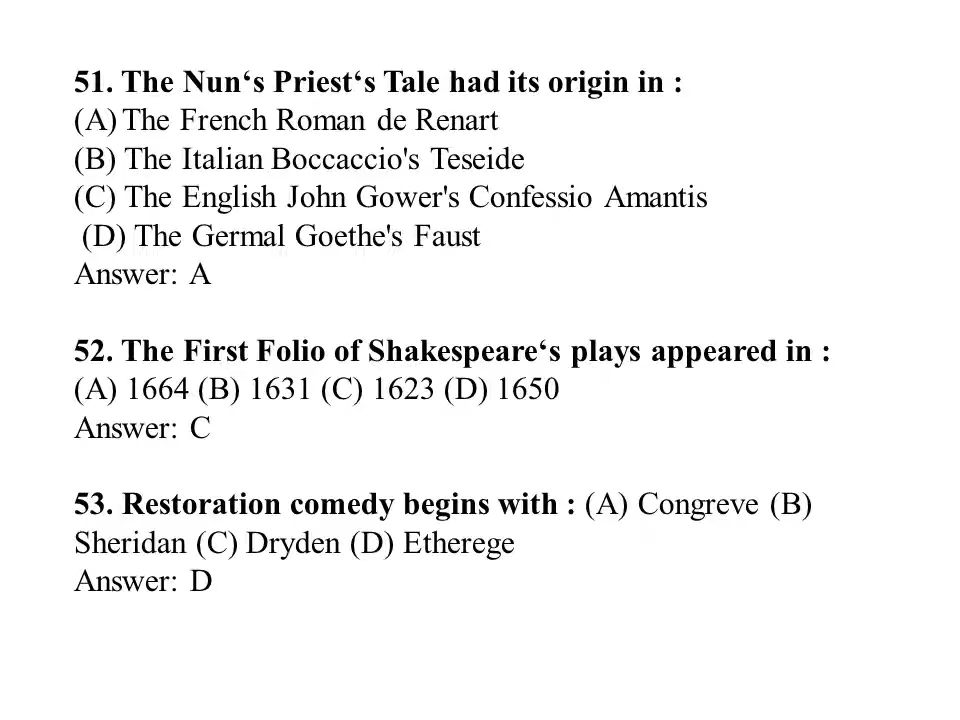 51. The Nun‘s Priest‘s Tale had its origin in :
(A) The French Roman de Renart
(B) The Italian Boccaccio's Teseide
(C) The English John Gower's Confessio Amantis
(D) The Germal Goethe's Faust
Answer: A
52. The First Folio of Shakespeare‘s plays appeared in :
(A) 1664 (B) 1631 (C) 1623 (D) 1650
Answer: C
53. Restoration comedy begins with : (A) Congreve (B)
Sheridan (C) Dryden (D) Etherege
Answer: D